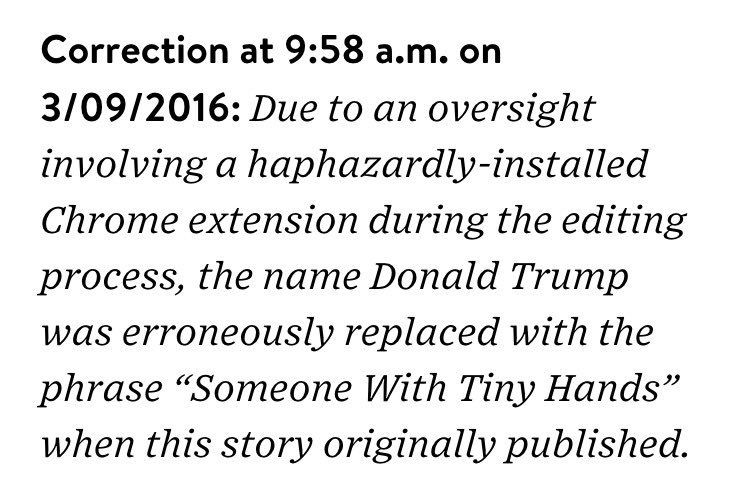 Correction at 9:58 a.m. on
3/09/2016: Due to an oversight
involving a haphazardly-installed
Chrome extension during the editing
process, the name Donald Trump
was erroneously replaced with the
phrase “Someone With Tiny Hands”
when this story originally published.